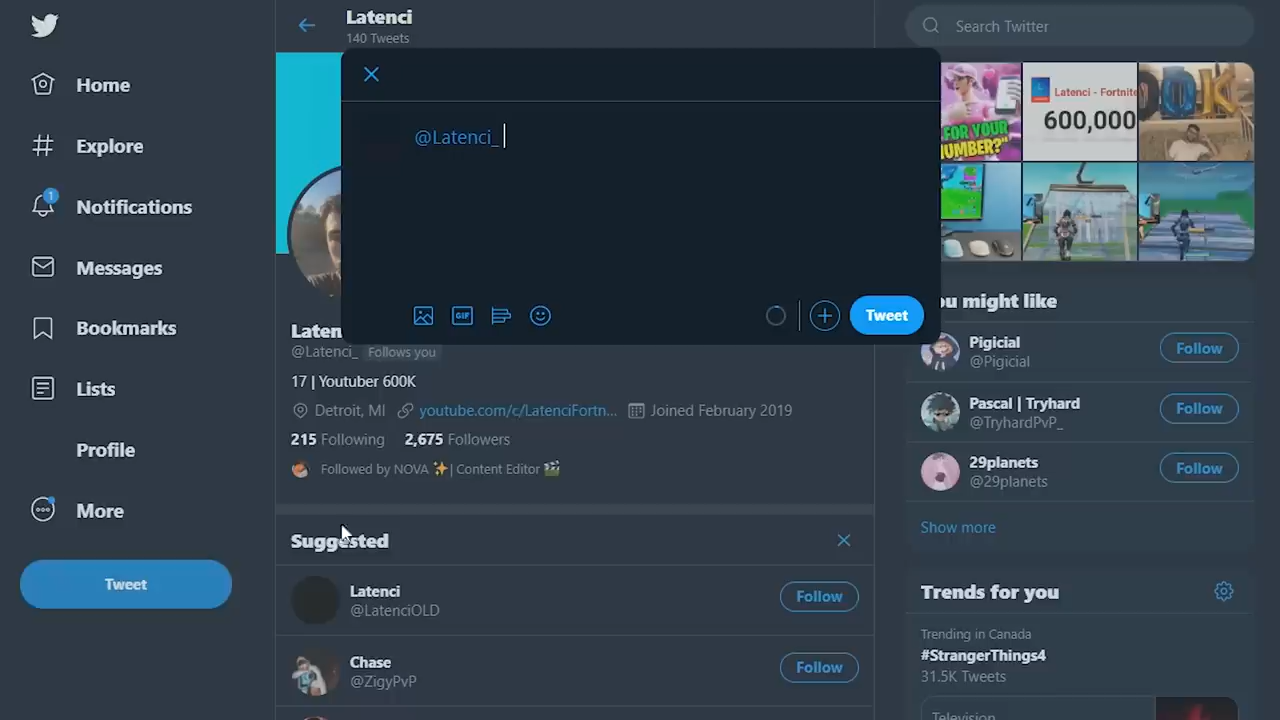 Latenci
140 Tweets
Home
Explore
1
Notifications
Messages
Bookmarks
Lists
Profile
More
Tweet
@Latenci_
GIF
Tweet
Laten
@Latenci_ Follows you
17 | Youtuber 600K
Detroit, MI youtube.com/c/LatenciFortn... Joined February 2019
215 Following 2,675 Followers
Followed by NOVA ✨ | Content Editor 🎬
Suggested
Latenci
@LatenciOLD
Follow
Chase
@ZigyPvP
Follow
Search Twitter
FOR YOUR
NUMBER?"
Latenci - Fortnite
600,000
OK
ou might like
Pigicial
@Pigicial
Follow
Pascal | Tryhard
@TryhardPvP_
Follow
29planets
@29planets
Follow
Show more
Trends for you
Trending in Canada
#StrangerThings4
31.5K Tweets
Television